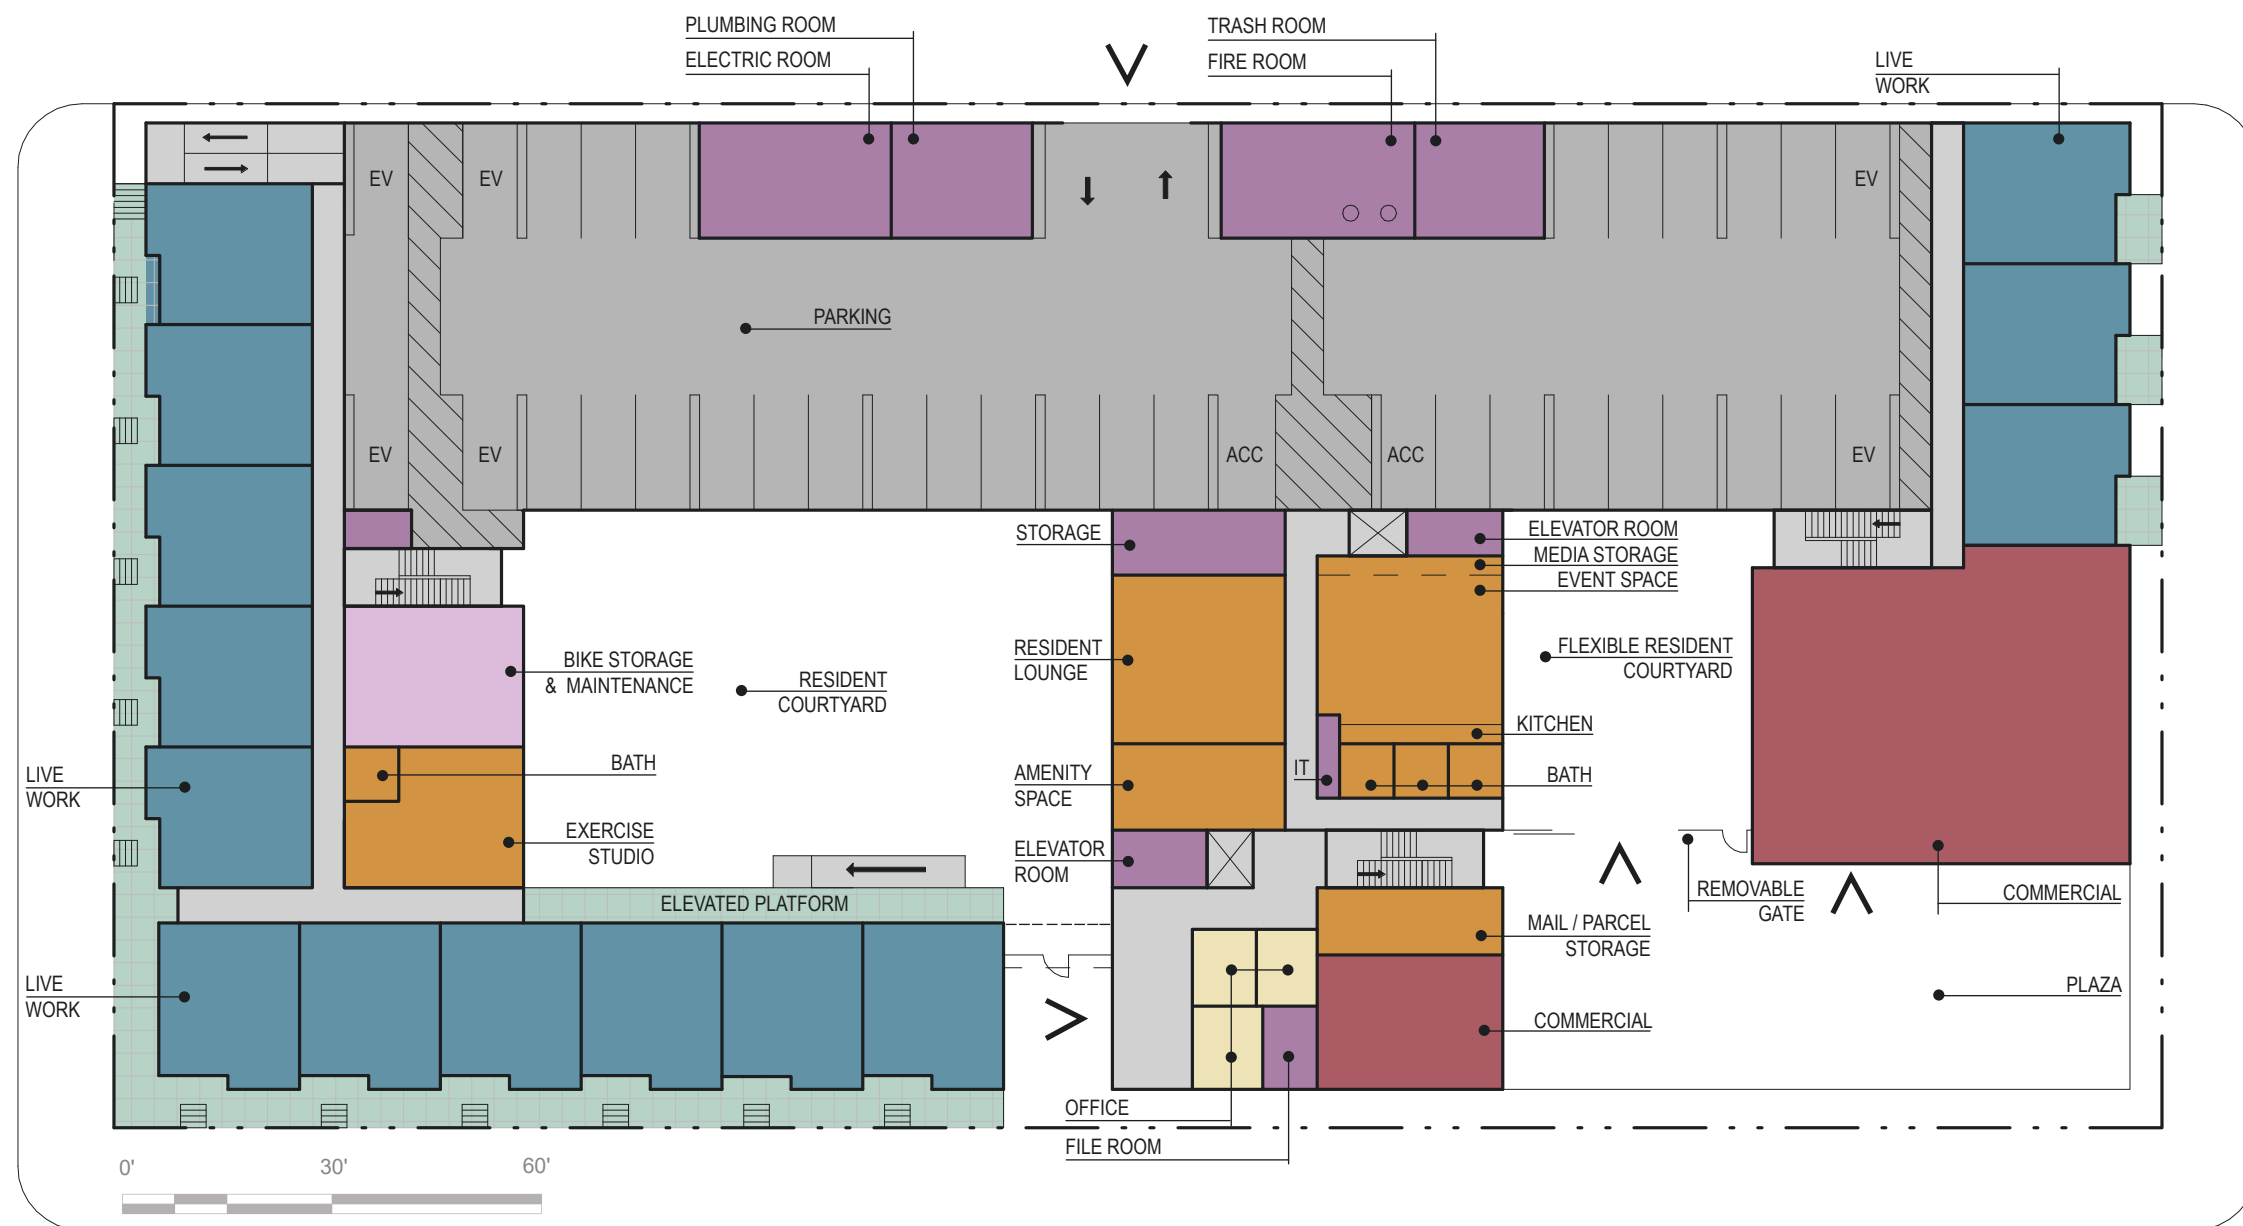 PLUMBING ROOM
ELECTRIC ROOM
TRASH ROOM
FIRE ROOM
LIVE
WORK
EV
EV
EV
PARKING
EV
EV
ACC
ACC
EV
STORAGE
ELEVATOR ROOM
MEDIA STORAGE
EVENT SPACE
BIKE STORAGE
& MAINTENANCE
RESIDENT
COURTYARD
RESIDENT
LOUNGE
FLEXIBLE RESIDENT
COURTYARD
KITCHEN
LIVE
WORK
BATH
AMENITY
SPACE
IT
BATH
EXERCISE
STUDIO
ELEVATOR
ROOM
ELEVATED PLATFORM
REMOVABLE
GATE
COMMERCIAL
MAIL / PARCEL
STORAGE
LIVE
WORK
PLAZA
COMMERCIAL
OFFICE
FILE ROOM
0'
30'
60'